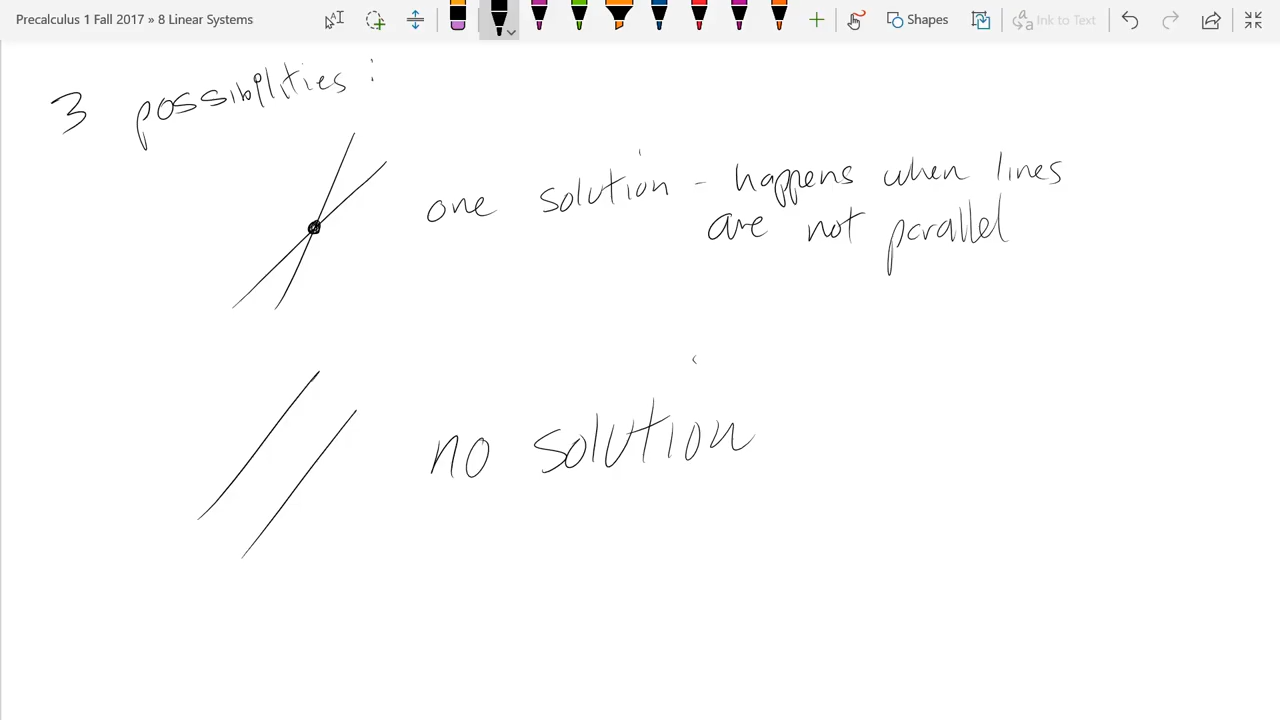 Precalculus 1 Fall 2017 » 8 Linear Systems
Shapes
Ink to Text
3 possibilities:
one solution - happens when lines
are not parallel
no solution